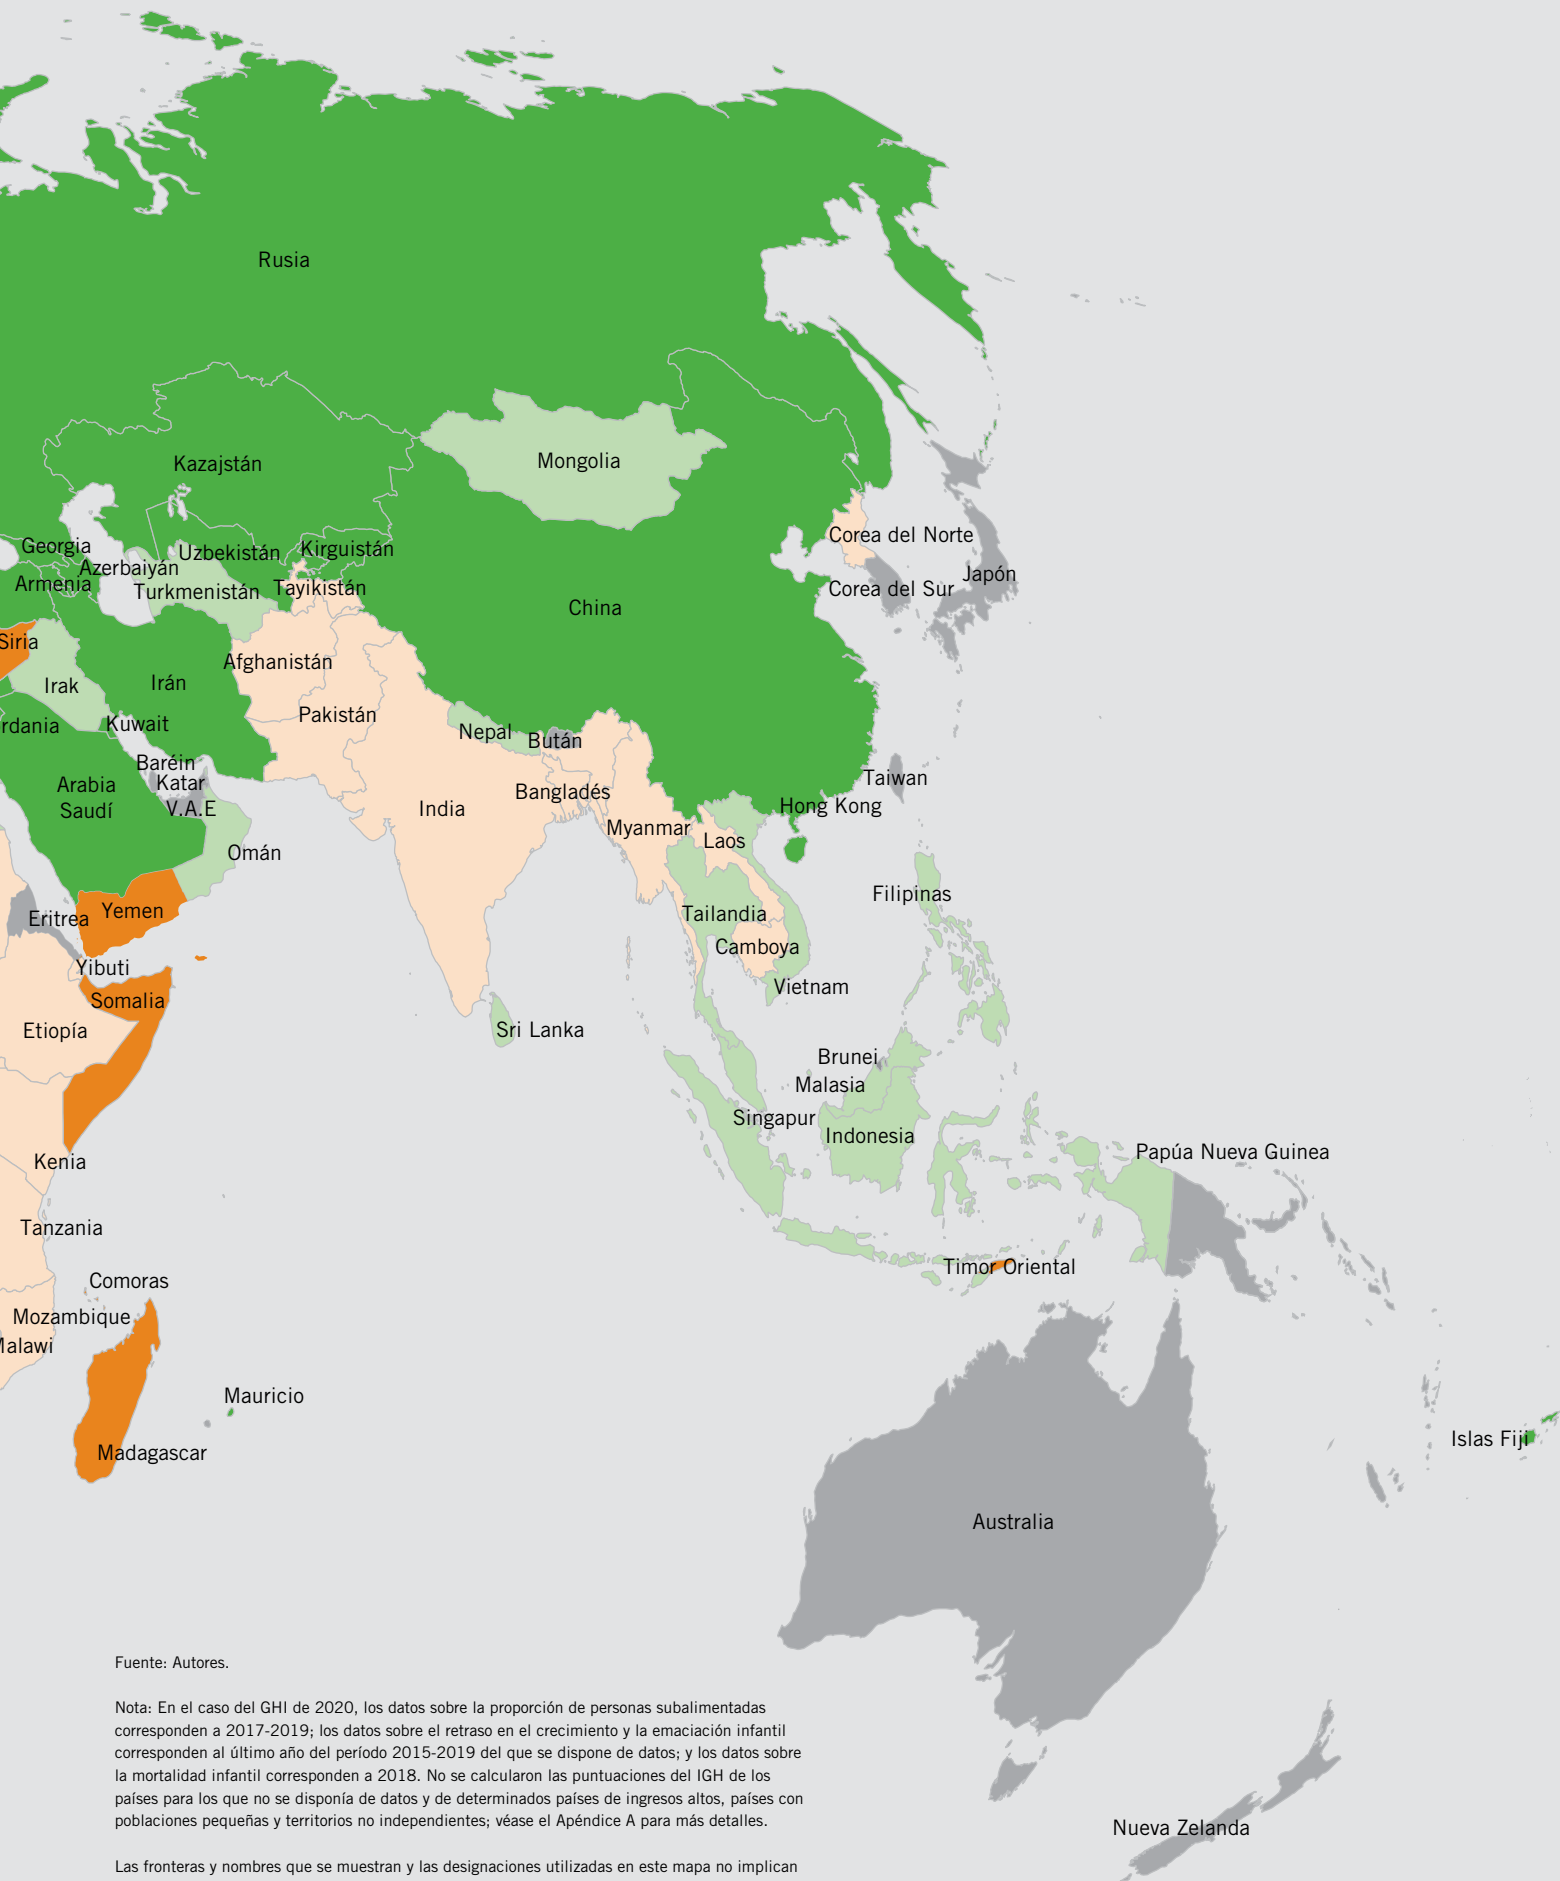 Rusia
Mongolia
Kazajstán
Corea del Norte
Georgia
Uzbekistán
Kirguistán
Azerbaiyán
Armenia
Turkmenistán
Tayikistán
Japón
Corea del Sur
China
Siria
Afghanistán
Irak
Irán
Pakistán
rdania
Kuwait
Nepal
Bután
Baréin
Katar
Arabia
Saudí
V.A.E
Taiwan
Bangladés
India
Hong Kong
Myanmar
Laos
Omán
Filipinas
Eritrea
Yemen
Tailandia
Camboya
Yibuti
Vietnam
Somalia
Etiopía
Sri Lanka
Brunei
Malasia
Singapur
Indonesia
Papúa Nueva Guinea
Kenia
Tanzania
Timor Oriental
Comoras
Mozambique
Malawi
Mauricio
Islas Fiji
Madagascar
Australia
Fuente: Autores.
Nota: En el caso del GHI de 2020, los datos sobre la proporción de personas subalimentadas
corresponden a 2017-2019; los datos sobre el retraso en el crecimiento y la emaciación infantil
corresponden al último año del período 2015-2019 del que se dispone de datos; y los datos sobre
la mortalidad infantil corresponden a 2018. No se calcularon las puntuaciones del IGH de los
países para los que no se disponía de datos y de determinados países de ingresos altos, países con
poblaciones pequeñas y territorios no independientes; véase el Apéndice A para más detalles.
Nueva Zelanda
Las fronteras y nombres que se muestran y las designaciones utilizadas en este mapa no implican